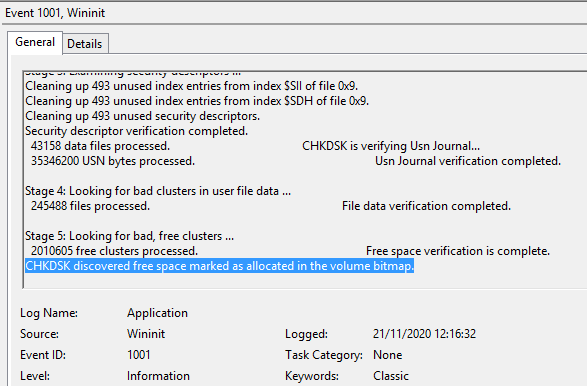 Event 1001, Wininit
General Details
Stage 3: Examining security descriptors ...
Cleaning up 493 unused index entries from index $SII of file 0x9.
Cleaning up 493 unused index entries from index $SDH of file 0x9.
Cleaning up 493 unused security descriptors.
Security descriptor verification completed.
43158 data files processed. CHKDSK is verifying Usn Journal...
35346200 USN bytes processed. Usn Journal verification completed.
Stage 4: Looking for bad clusters in user file data ...
245488 files processed. File data verification completed.
Stage 5: Looking for bad, free clusters ...
2010605 free clusters processed. Free space verification is complete.
CHKDSK discovered free space marked as allocated in the volume bitmap.
Log Name: Application
Source: Wininit Logged: 21/11/2020 12:16:32
Event ID: 1001 Task Category: None
Level: Information Keywords: Classic